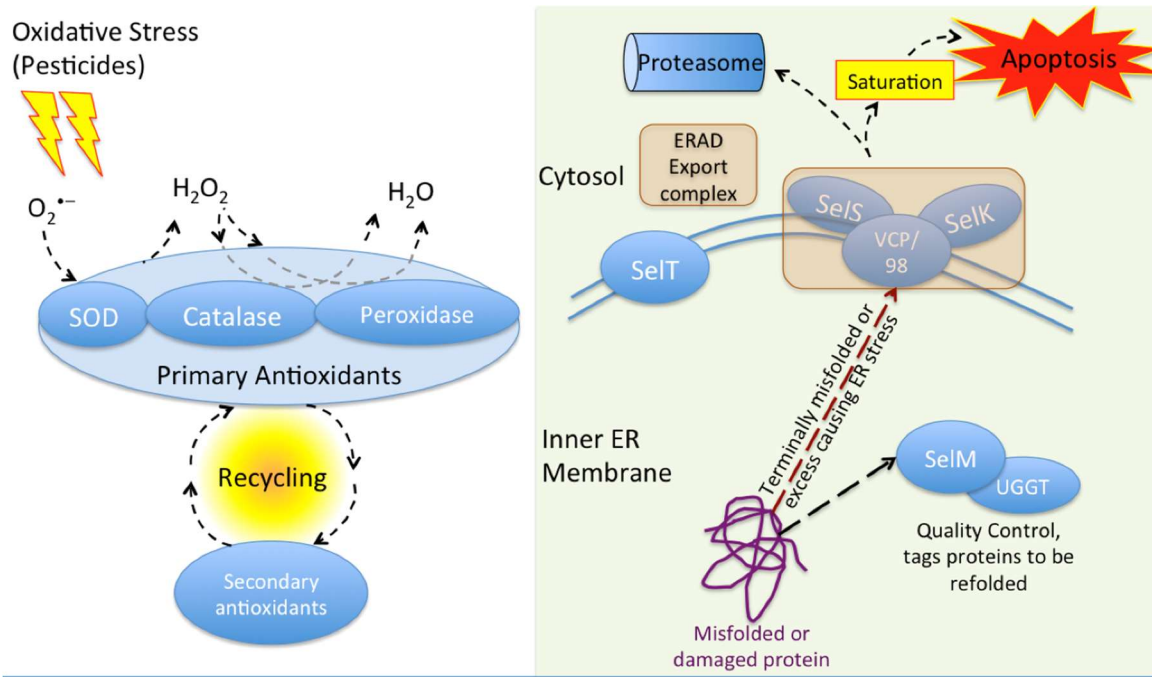 Oxidative Stress
(Pesticides)
O₂•−
H₂O₂
H₂O
SOD
Catalase
Peroxidase
Primary Antioxidants
Recycling
Secondary
antioxidants
Proteasome
Saturation
Apoptosis
Cytosol
ERAD
Export
complex
SelS
SelK
VCP/
98
SelT
Terminally misfolded or
excess causing ER stress
Inner ER
Membrane
SelM
UGGT
Quality Control,
tags proteins to be
refolded
Misfolded or
damaged protein